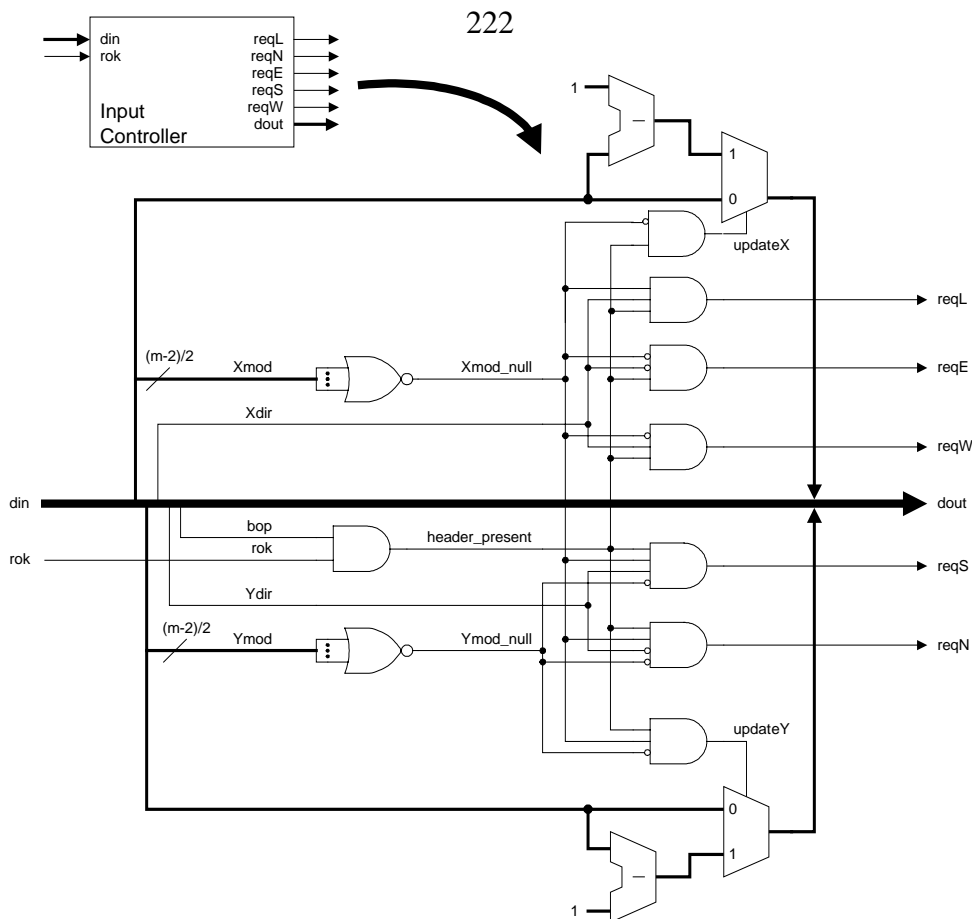 222
din
rok
reqL
reqN
reqE
reqS
reqW
dout
Input
Controller
1
1
0
updateX
reqL
(m-2)/2
Xmod
Xmod_null
reqE
Xdir
reqW
din
dout
bop
rok
header_present
rok
reqS
Ydir
(m-2)/2
Ymod
Ymod_null
reqN
updateY
0
1
1